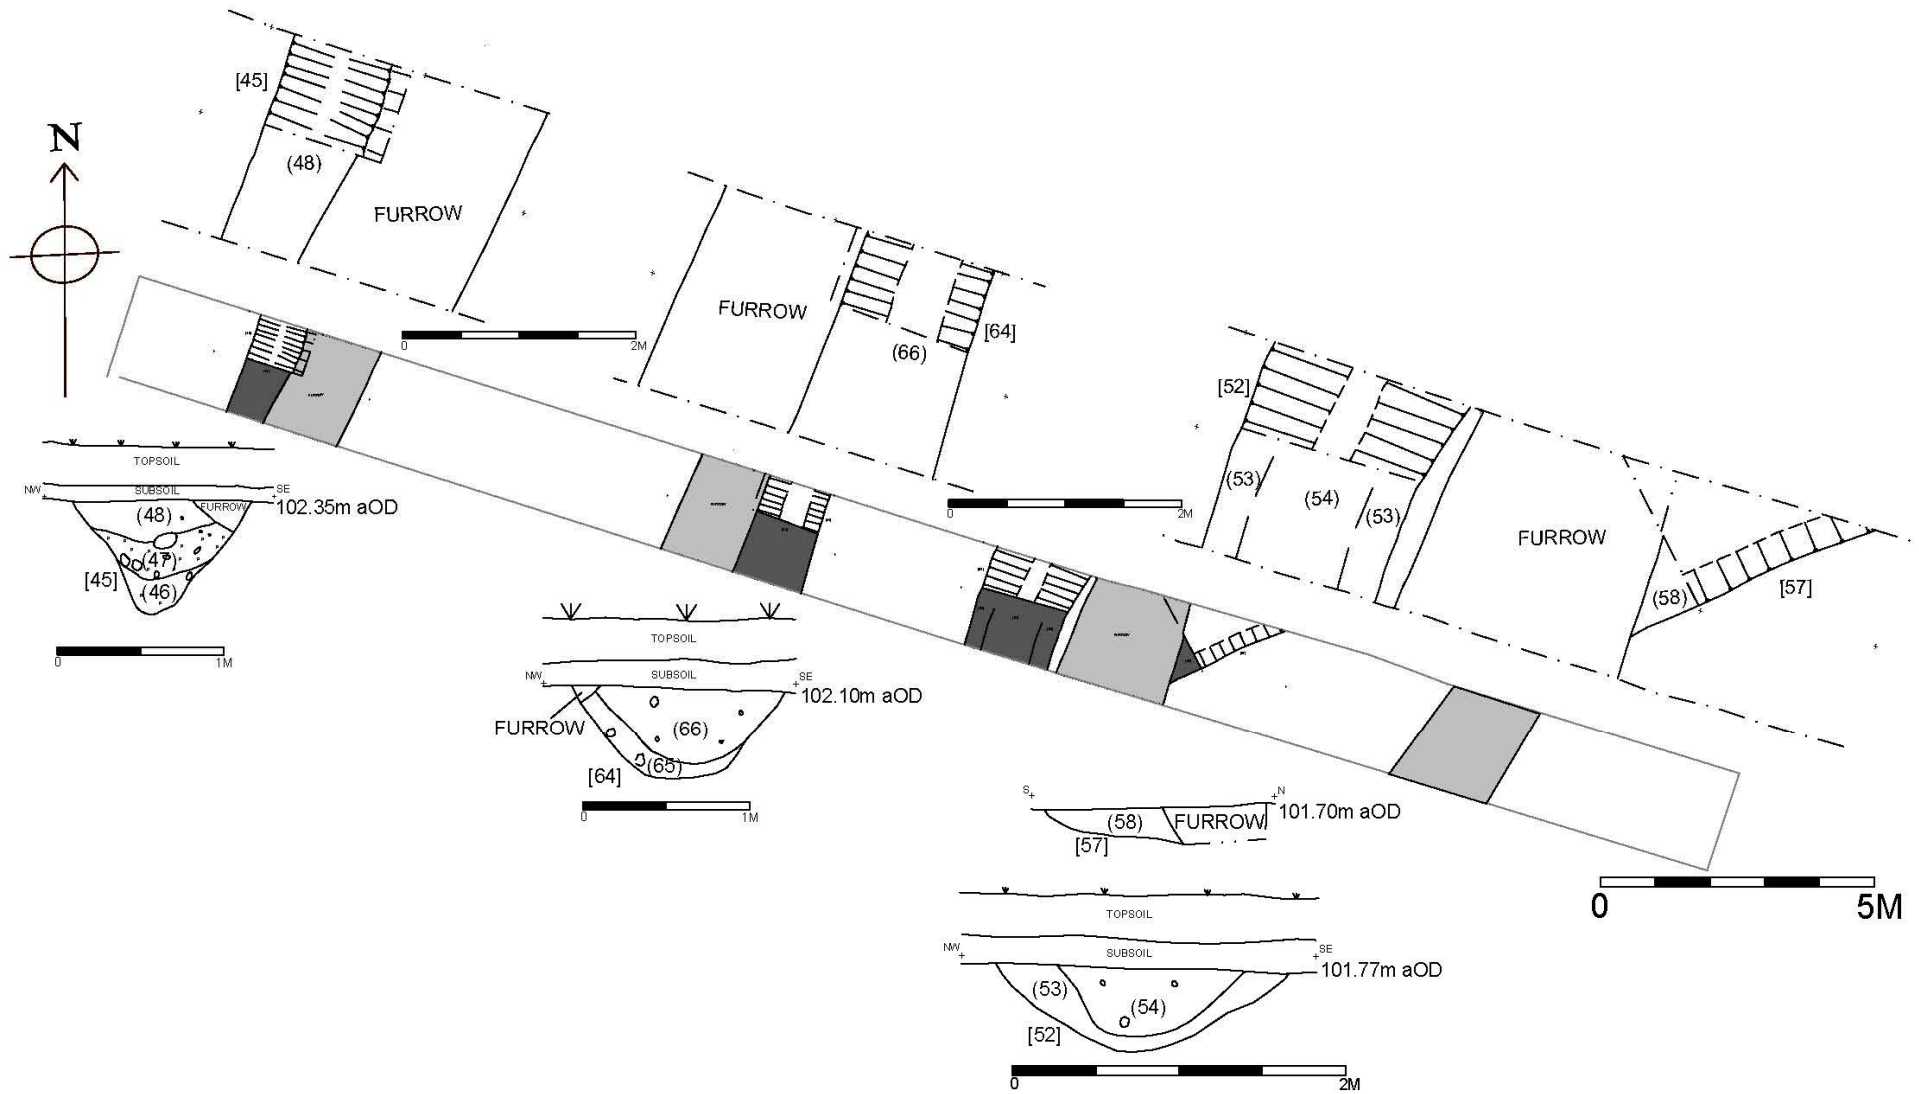 N
[45]
(48)
FURROW
0 2M
FURROW
(66)
[64]
0 2M
[52]
(53)
(54)
(53)
FURROW
(58)
[57]
FURROW
TOPSOIL
NW SUBSOIL SE
102.35m aOD
(48)
FURROW
(47)
[45]
(46)
0 1M
TOPSOIL
SUBSOIL
NW SE
102.10m aOD
FURROW
(66)
[64]
(65)
0 1M
S N
101.70m aOD
(58)
FURROW
[57]
0 5M
TOPSOIL
NW SUBSOIL SE
101.77m aOD
(53)
(54)
[52]
0 2M